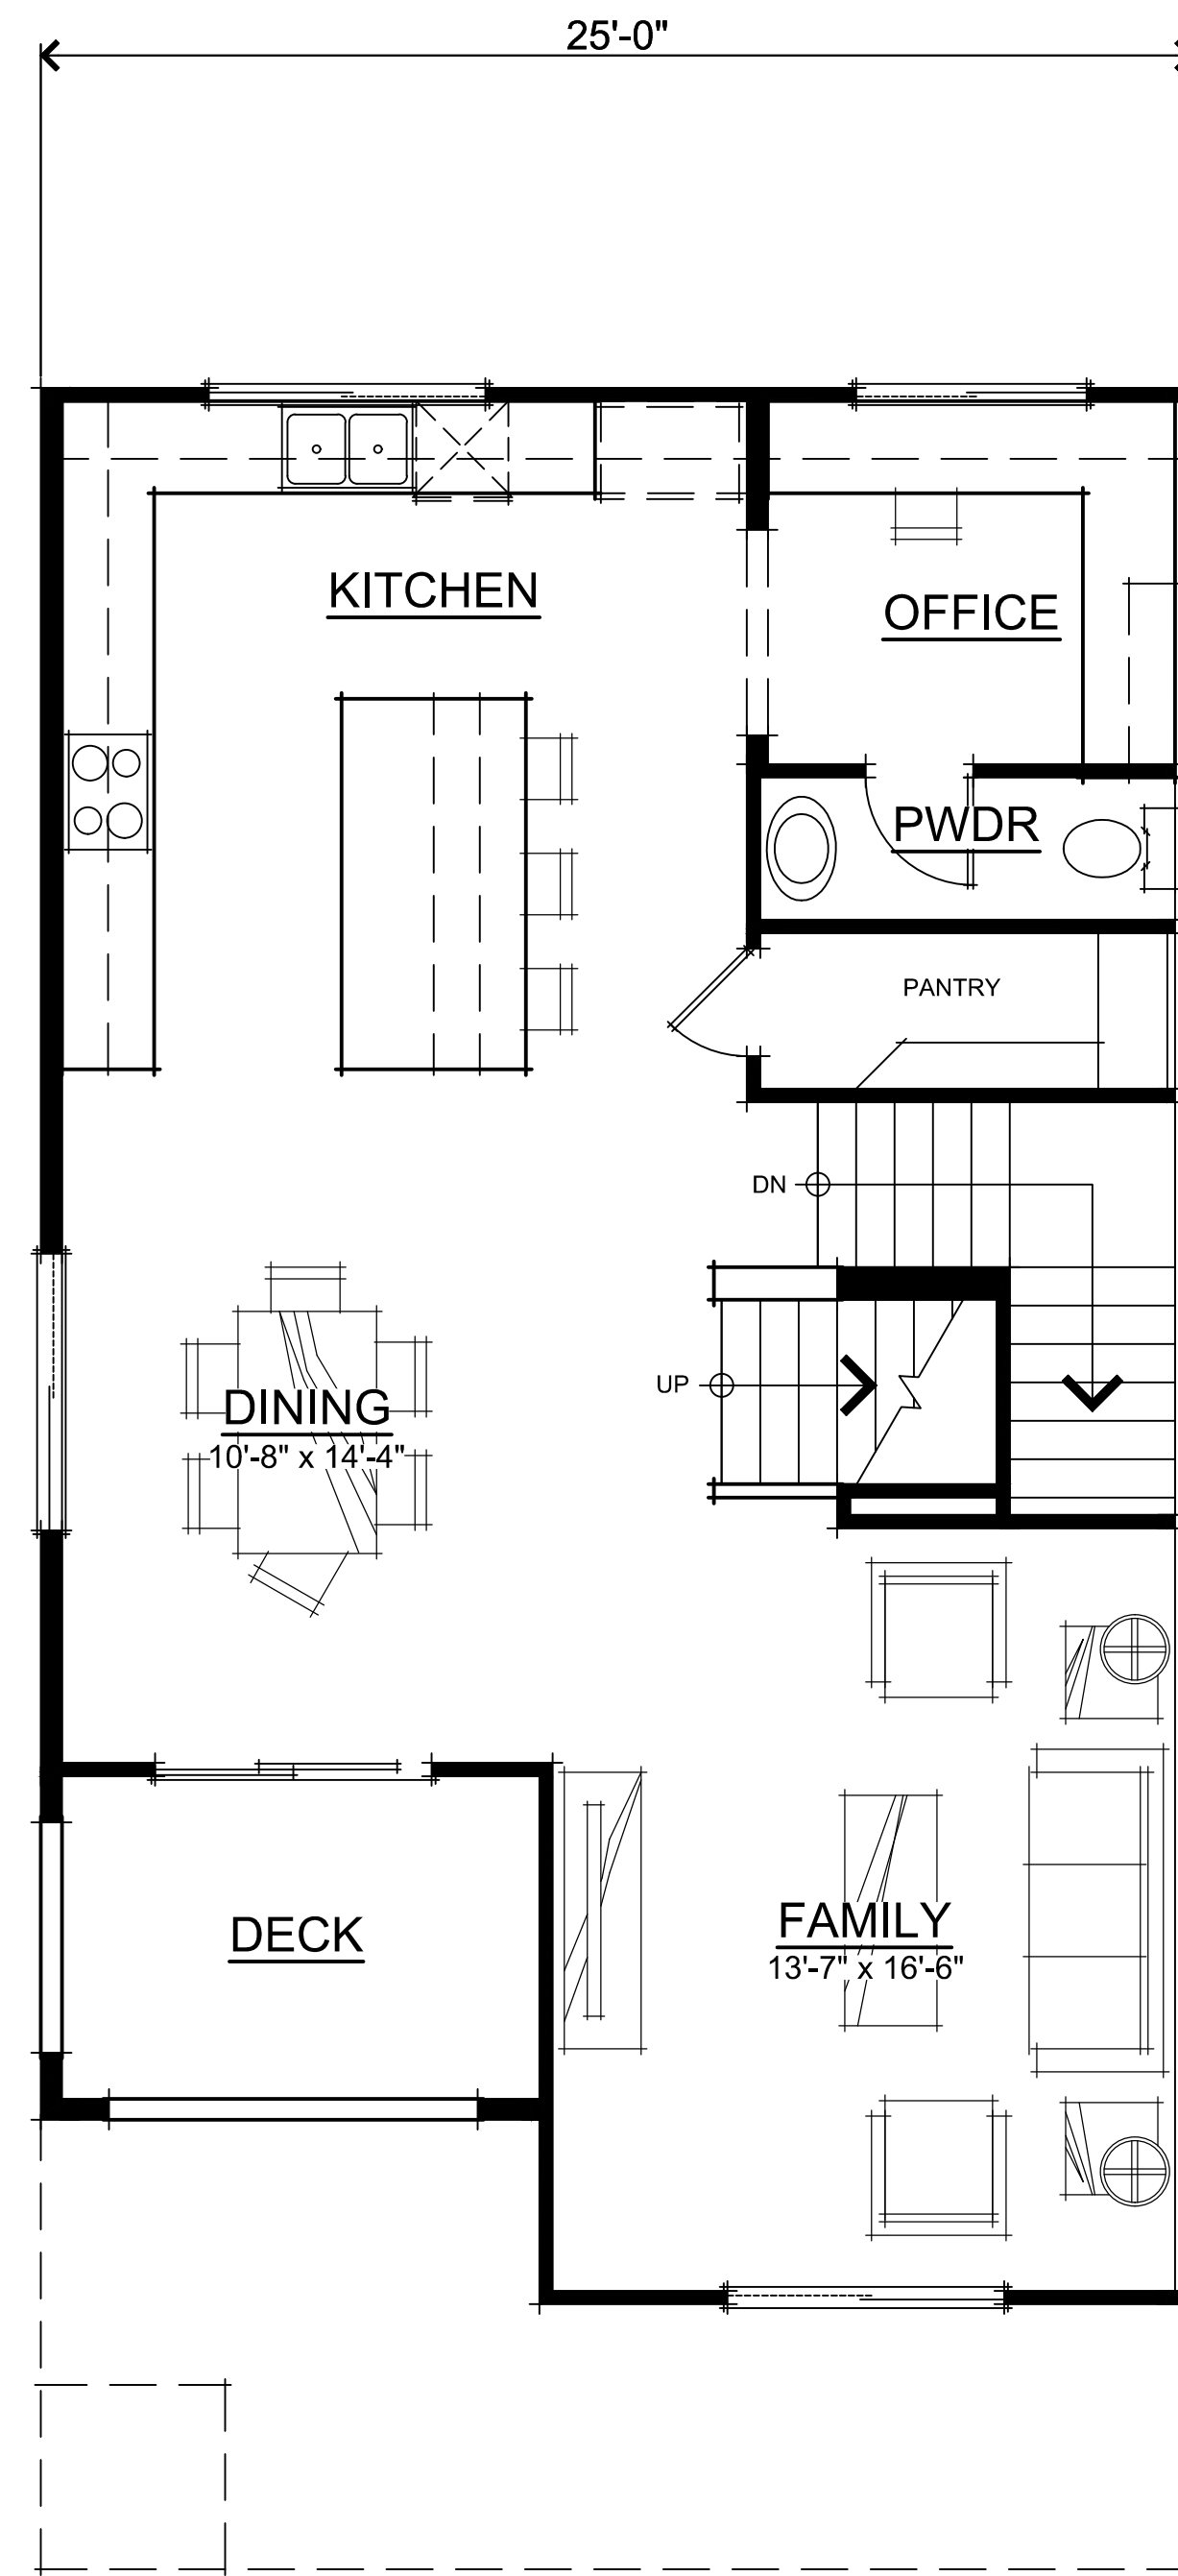 25'-0"
KITCHEN
OFFICE
PWDR
PANTRY
DN
UP
DINING
10'-8" x 14'-4"
DECK
FAMILY
13'-7" x 16'-6"